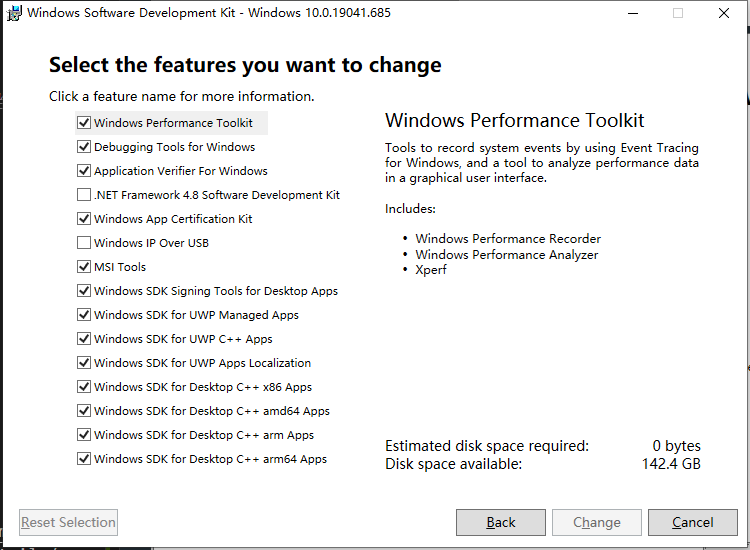 Windows Software Development Kit - Windows 10.0.19041.685
Select the features you want to change
Click a feature name for more information.
Windows Performance Toolkit
Debugging Tools for Windows
Application Verifier For Windows
.NET Framework 4.8 Software Development Kit
Windows App Certification Kit
Windows IP Over USB
MSI Tools
Windows SDK Signing Tools for Desktop Apps
Windows SDK for UWP Managed Apps
Windows SDK for UWP C++ Apps
Windows SDK for UWP Apps Localization
Windows SDK for Desktop C++ x86 Apps
Windows SDK for Desktop C++ amd64 Apps
Windows SDK for Desktop C++ arm Apps
Windows SDK for Desktop C++ arm64 Apps
Windows Performance Toolkit
Tools to record system events by using Event Tracing
for Windows, and a tool to analyze performance data
in a graphical user interface.
Includes:
• Windows Performance Recorder
• Windows Performance Analyzer
• Xperf
Estimated disk space required: 0 bytes
Disk space available: 142.4 GB
Reset Selection
Back
Change
Cancel